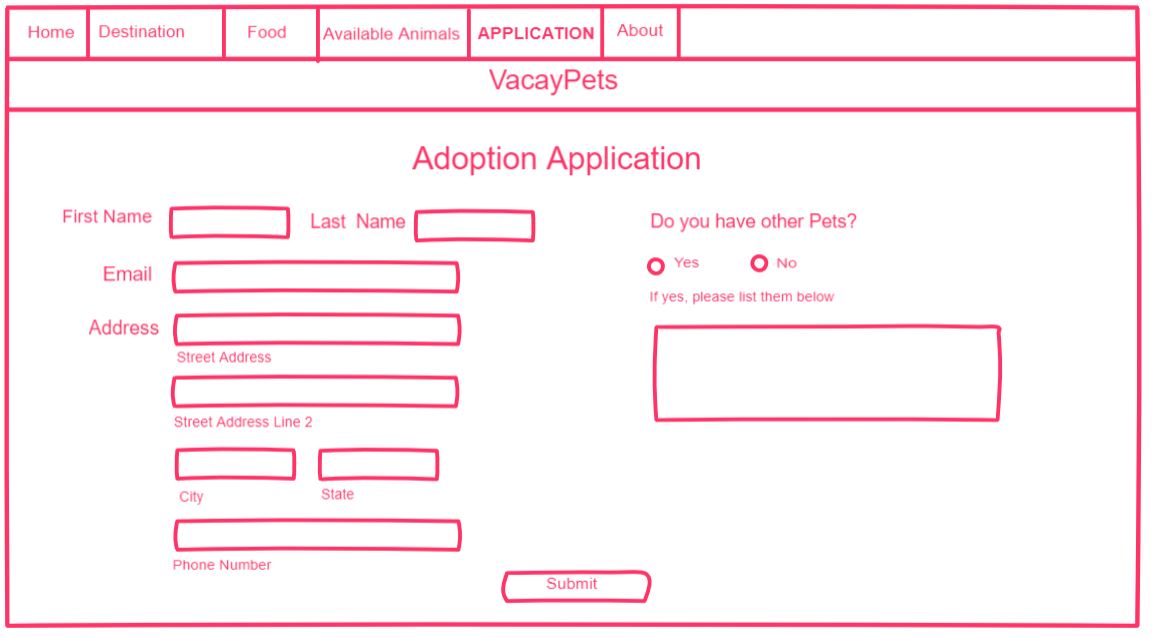 Home Destination Food Available Animals APPLICATION About
VacayPets
Adoption Application
First Name Last Name
Email
Address
Street Address
Street Address Line 2
City State
Phone Number
Do you have other Pets?
Yes No
If yes, please list them below
Submit